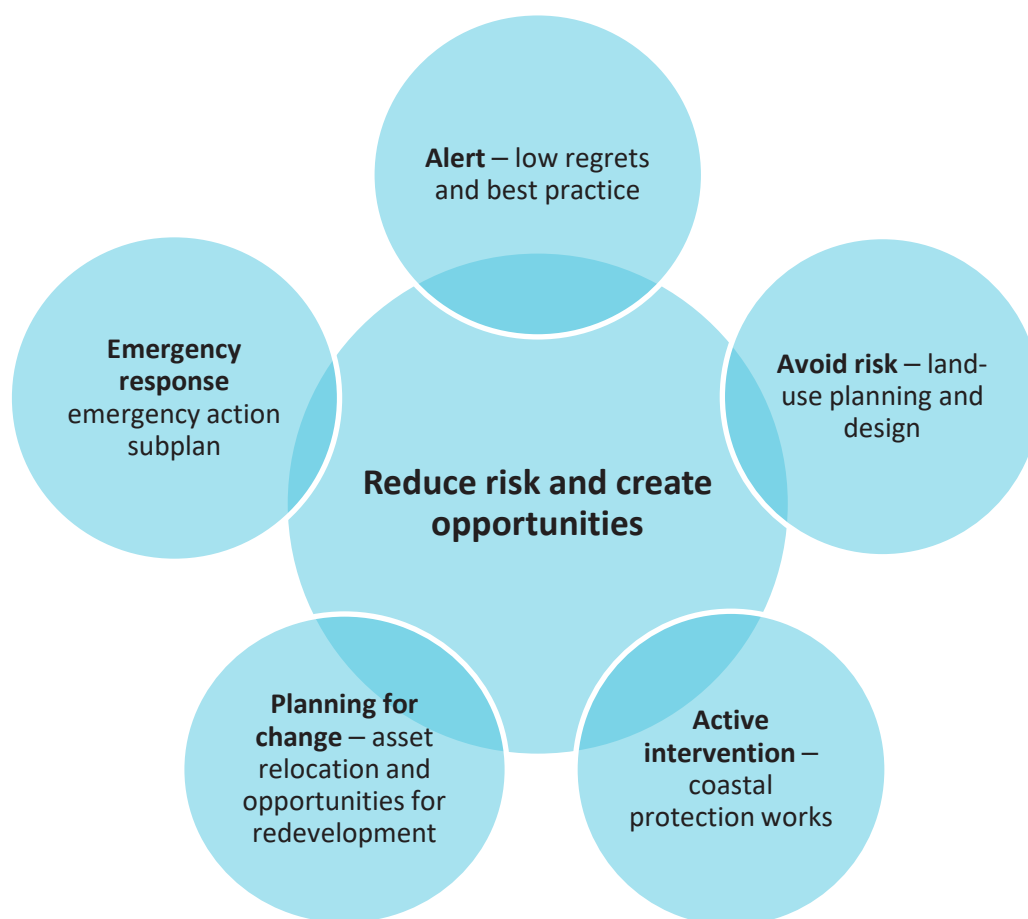 Alert – low regrets
and best practice
Avoid risk – land-
use planning and
design
Emergency
response
emergency action
subplan
Reduce risk and create
opportunities
Planning for
change – asset
relocation and
opportunities for
redevelopment
Active
intervention –
coastal
protection works